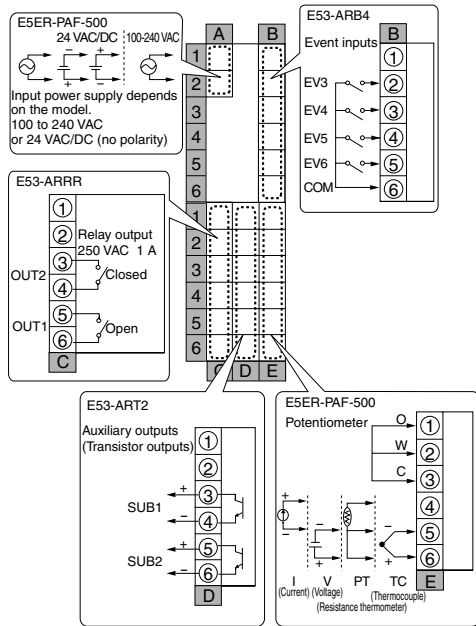 E5ER-PAF-500
24 VAC/DC 100-240 VAC
− − + +
Input power supply depends
on the model.
100 to 240 VAC
or 24 VAC/DC (no polarity)
A B
1
2
3
4
5
6
1
2
3
4
5
6
C D E
E53-ARB4
Event inputs
B
1
EV3 2
EV4 3
EV5 4
EV6 5
COM 6
E53-ARRR
1
2
Relay output
250 VAC 1 A
3
OUT2 Closed
4
5
OUT1 Open
6
C
E53-ART2
Auxiliary outputs
(Transistor outputs)
1
2
+ 3
SUB1
− 4
+ 5
SUB2
− 6
D
E5ER-PAF-500
Potentiometer
O 1
W 2
C 3
4
5
6
+ − − −
+ +
I V PT TC
(Current) (Voltage) (Thermocouple)
(Resistance thermometer)
E